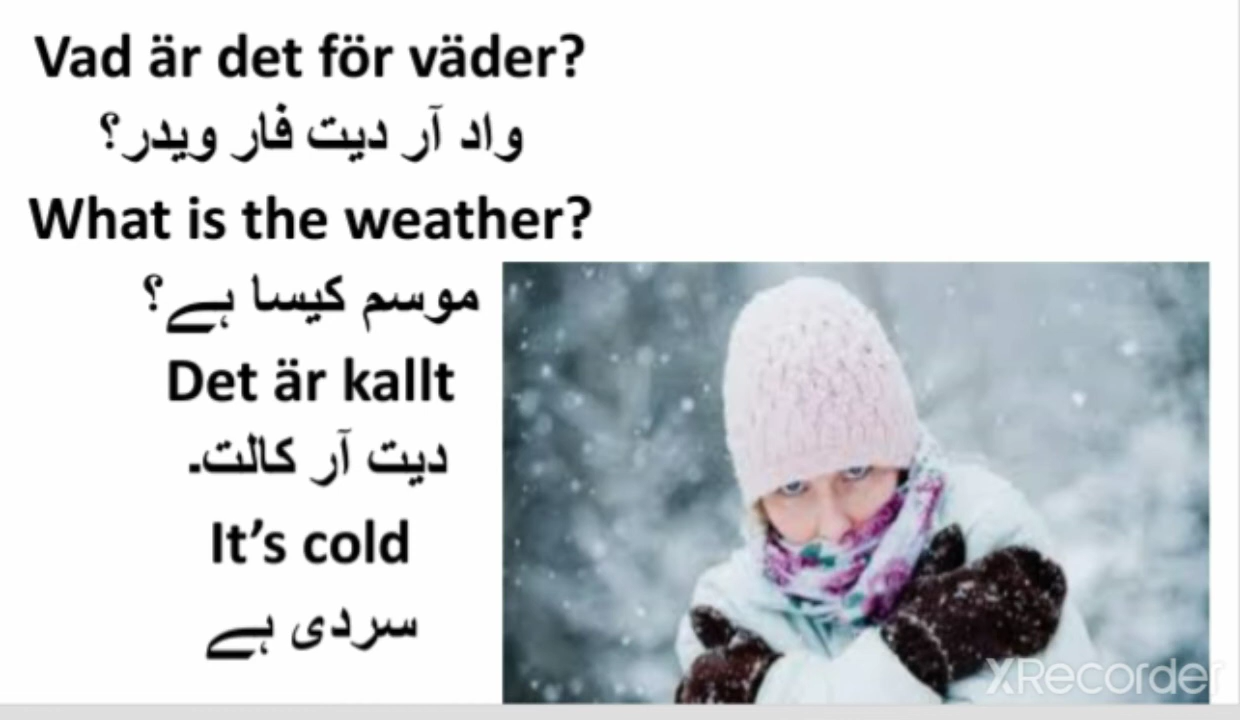 Vad är det för väder?
واد آر دیت فار ویدر؟
What is the weather?
موسم کیسا ہے؟
Det är kallt
دیت آر کالت۔
It’s cold
سردی ہے
XRecorder